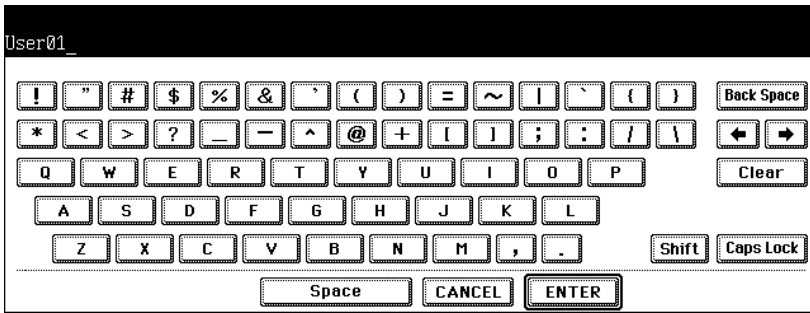 User01_
! " # $ % & ' ( ) = ~ | ` { } Back Space
* < > ? _ - ^ @ + [ ] ; : / \ ← →
Q W E R T Y U I O P Clear
A S D F G H J K L
Z X C V B N M , . Shift Caps Lock
Space CANCEL ENTER